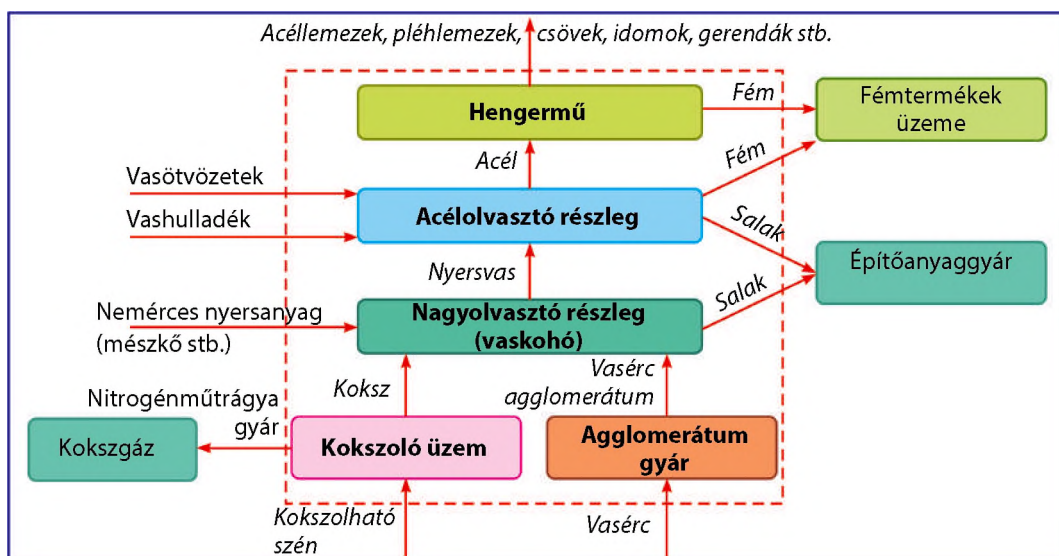 Acéllemezek, pléhlemezek, csövek, idomok, gerendák stb.
Hengermű
Fém
Fémtermékek
üzeme
Acél
Fém
Vasötvözetek
Vashulladék
Acélolvasztó részleg
Salak
Építőanyaggyár
Nyersvas
Salak
Nemérces nyersanyag
(mészkő stb.)
Nagyolvasztó részleg
(vaskohó)
Koksz
Vasérc
agglomerátum
Nitrogénműtrágya
gyár
Kokszgáz
Kokszoló üzem
Agglomerátum
gyár
Kokszolható
szén
Vasérc